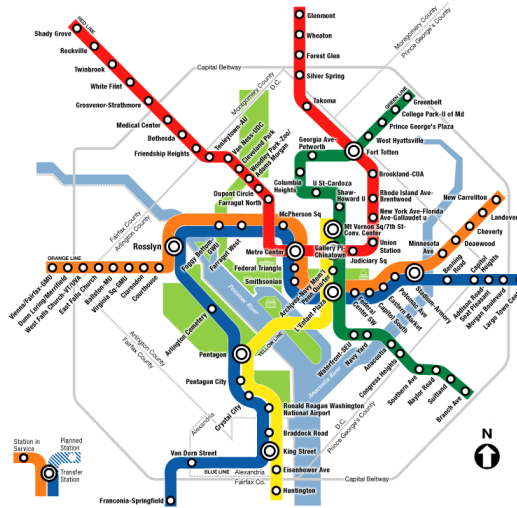 RED LINE
Shady Grove
Rockville
Twinbrook
White Flint
Grosvenor-Strathmore
Medical Center
Bethesda
Friendship Heights
Tenleytown-AU
Van Ness-UDC
Cleveland Park
Woodley Park-Zoo/
Adams Morgan
Dupont Circle
Farragut North
Glenmont
Wheaton
Forest Glen
Silver Spring
Takoma
Capital Beltway
Montgomery County
Prince George's County
Montgomery County
D.C.
GREEN LINE
Greenbelt
College Park-U of Md
Prince George's Plaza
West Hyattsville
Georgia Ave-
Petworth
Fort Totten
Brookland-CUA
Rhode Island Ave-
Brentwood
New York Ave-Florida
Ave-Gallaudet U
Union
Station
Judiciary Sq
Columbia
Heights
U St-Cardozo
Shaw-
Howard U
Mt Vernon Sq/7th St-
Conv. Center
Gallery Pl-
Chinatown
McPherson Sq
Metro Center
Federal Triangle
Smithsonian
Archives-Navy Mem'l
Penn Quarter
L'Enfant Plaza
Foggy Bottom
GWU
Farragut West
Fairfax County
Arlington County
Rosslyn
ORANGE LINE
Vienna/Fairfax-GMU
Dunn Loring/Merrifield
West Falls Church-VT/UVA
East Falls Church
Ballston-MU
Virginia Sq-GMU
Clarendon
Courthouse
New Carrollton
Landover
Cheverly
Deanwood
Minnesota
Ave
Benning
Road
Capitol
Heights
Addison Road-
Seat Pleasant
Morgan Boulevard
Largo Town Center
Stadium-Armory
Potomac Ave
Eastern Market
Capitol South
Federal
Center SW
Waterfront-SEU
Navy Yard
Anacostia
Congress Heights
Southern Ave
Naylor Road
Suitland
Branch Ave
Potomac River
Anacostia River
Arlington Cemetery
YELLOW LINE
Pentagon
Pentagon City
Crystal City
Arlington County
Fairfax County
Alexandria
Ronald Reagan Washington
National Airport
Braddock Road
King Street
Eisenhower Ave
Huntington
Van Dorn Street
BLUE LINE
Alexandria
Fairfax Co.
Franconia-Springfield
D.C.
Prince George's County
Capital Beltway
Station in
Service
Planned
Station
Transfer
Station
N